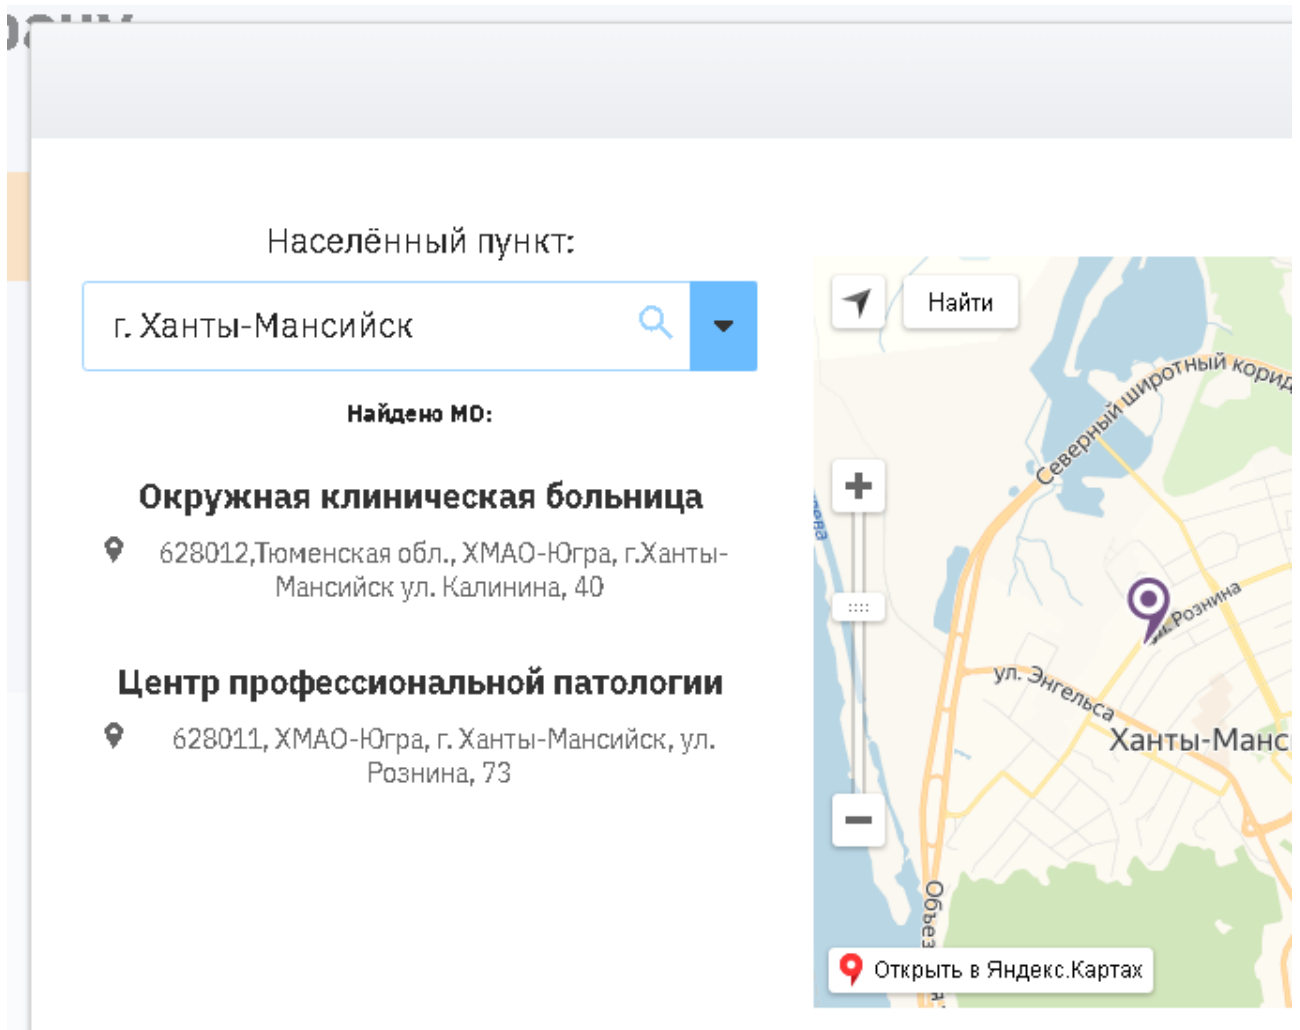 Населённый пункт:
г. Ханты-Мансийск
Найдено МО:
Окружная клиническая больница
628012,Тюменская обл., ХМАО-Югра, г.Ханты-
Мансийск ул. Калинина, 40
Центр профессиональной патологии
628011, ХМАО-Югра, г. Ханты-Мансийск, ул.
Рознина, 73
Найти
Северный широтный корид
ул. Рознина
ул. Энгельса
Ханты-Манс
Объез
Открыть в Яндекс.Картах